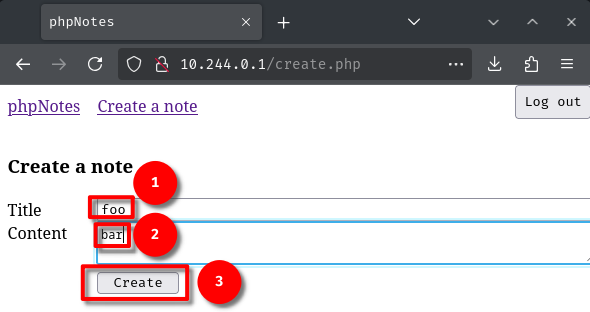 phpNotes
10.244.0.1/create.php
phpNotes Create a note Log out
Create a note
1
Title foo
Content bar 2
Create 3